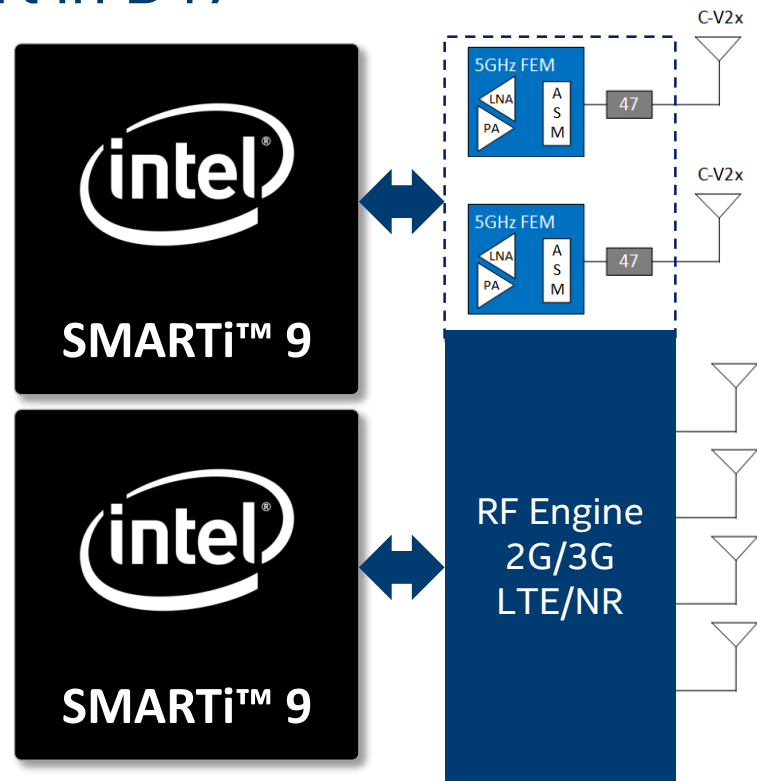 C-V2x
5GHz FEM
LNA
PA
A
S
M
47
intel®
SMARTi™ 9
C-V2x
5GHz FEM
LNA
PA
A
S
M
47
intel®
SMARTi™ 9
RF Engine
2G/3G
LTE/NR